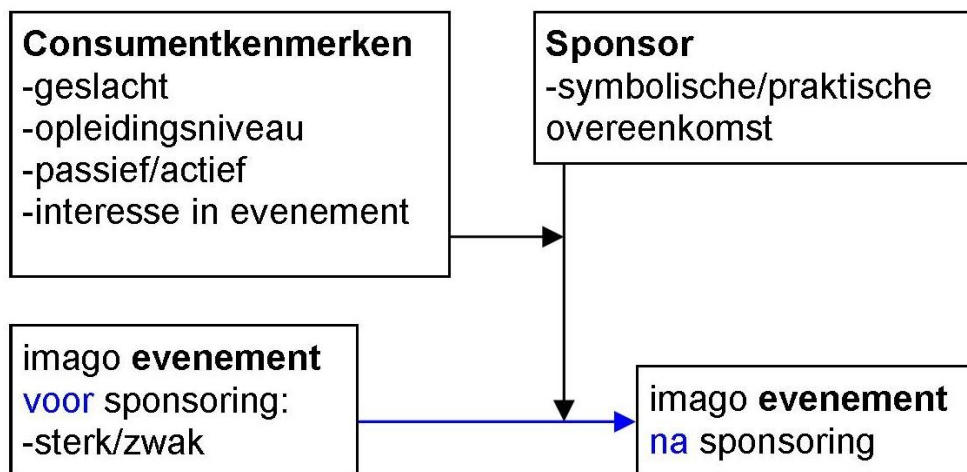 Consumentkenmerken
-geslacht
-opleidingsniveau
-passief/actief
-interesse in evenement
Sponsor
-symbolische/praktische
overeenkomst
imago evenement
voor sponsoring:
-sterk/zwak
imago evenement
na sponsoring